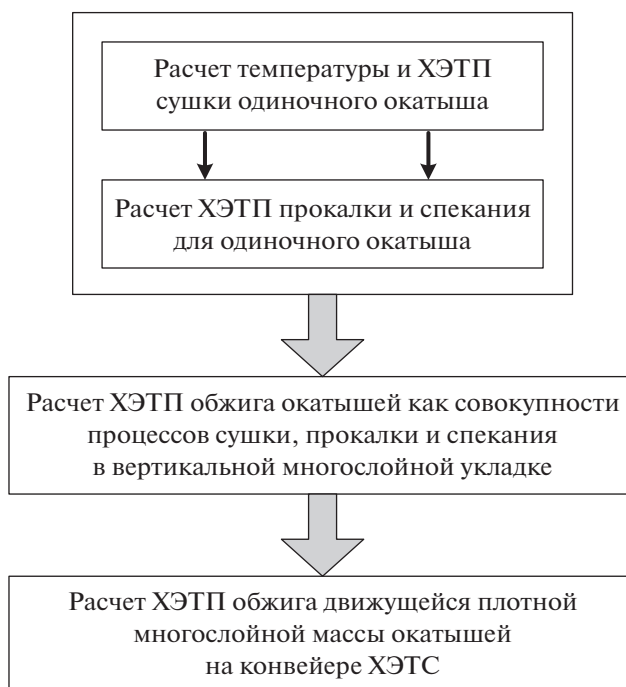 Расчет температуры и ХЭТП
сушки одиночного окатыша
Расчет ХЭТП прокалки и спекания
для одиночного окатыша
Расчет ХЭТП обжига окатышей как совокупности
процессов сушки, прокалки и спекания
в вертикальной многослойной укладке
Расчет ХЭТП обжига движущейся плотной
многослойной массы окатышей
на конвейере ХЭТС